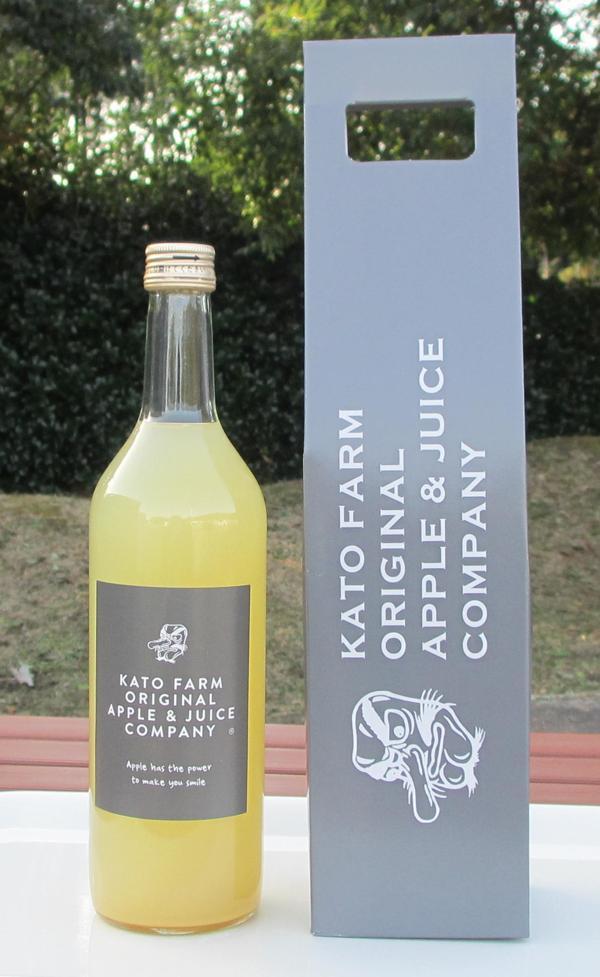 KATO FARM
ORIGINAL
APPLE & JUICE
COMPANY ®
Apple has the power
to make you smile
KATO FARM
ORIGINAL
APPLE & JUICE
COMPANY